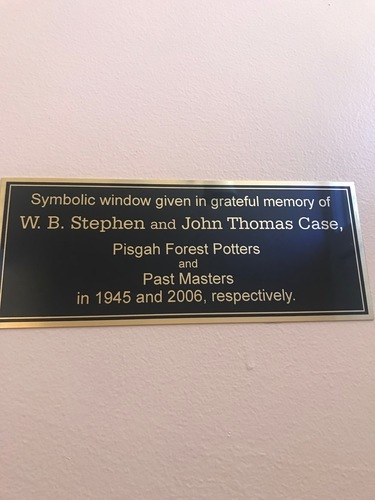 Symbolic window given in grateful memory of
W. B. Stephen and John Thomas Case,
Pisgah Forest Potters
and
Past Masters
in 1945 and 2006, respectively.